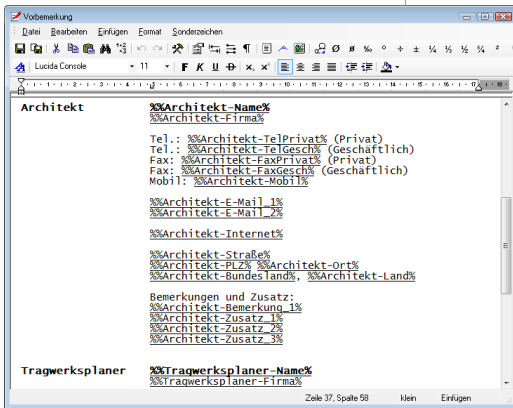 Vorbemerkung
Datei Bearbeiten Einfügen Format Sonderzeichen
Lucida Console 11 F K U
Architekt %%Architekt-Name%
%%Architekt-Firma%
Tel.: %%Architekt-TelPrivat% (Privat)
Tel.: %%Architekt-TelGesch% (Geschäftlich)
Fax: %%Architekt-FaxPrivat% (Privat)
Fax: %%Architekt-FaxGesch% (Geschäftlich)
Mobil: %%Architekt-Mobil%
%%Architekt-E-Mail_1%
%%Architekt-E-Mail_2%
%%Architekt-Internet%
%%Architekt-Straße%
%%Architekt-PLZ% %%Architekt-Ort%
%%Architekt-Bundesland%, %%Architekt-Land%
Bemerkungen und Zusatz:
%%Architekt-Bemerkung_1%
%%Architekt-Zusatz_1%
%%Architekt-Zusatz_2%
%%Architekt-Zusatz_3%
Tragwerksplaner %%Tragwerksplaner-Name%
%%Tragwerksplaner-Firma%
Zeile 37, Spalte 58 klein Einfügen